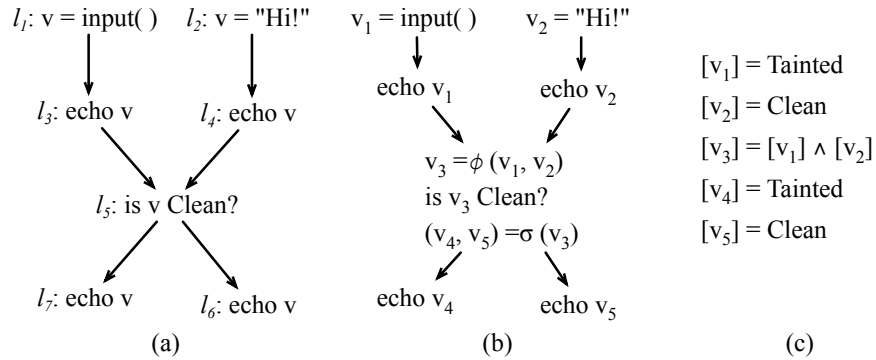 l₁: v = input( )
l₂: v = "Hi!"
l₃: echo v
l₄: echo v
l₅: is v Clean?
l₇: echo v
l₆: echo v
(a)
v₁ = input( )
v₂ = "Hi!"
echo v₁
echo v₂
v₃ =ϕ (v₁, v₂)
is v₃ Clean?
(v₄, v₅) =σ (v₃)
echo v₄
echo v₅
(b)
[v₁] = Tainted
[v₂] = Clean
[v₃] = [v₁] ∧ [v₂]
[v₄] = Tainted
[v₅] = Clean
(c)